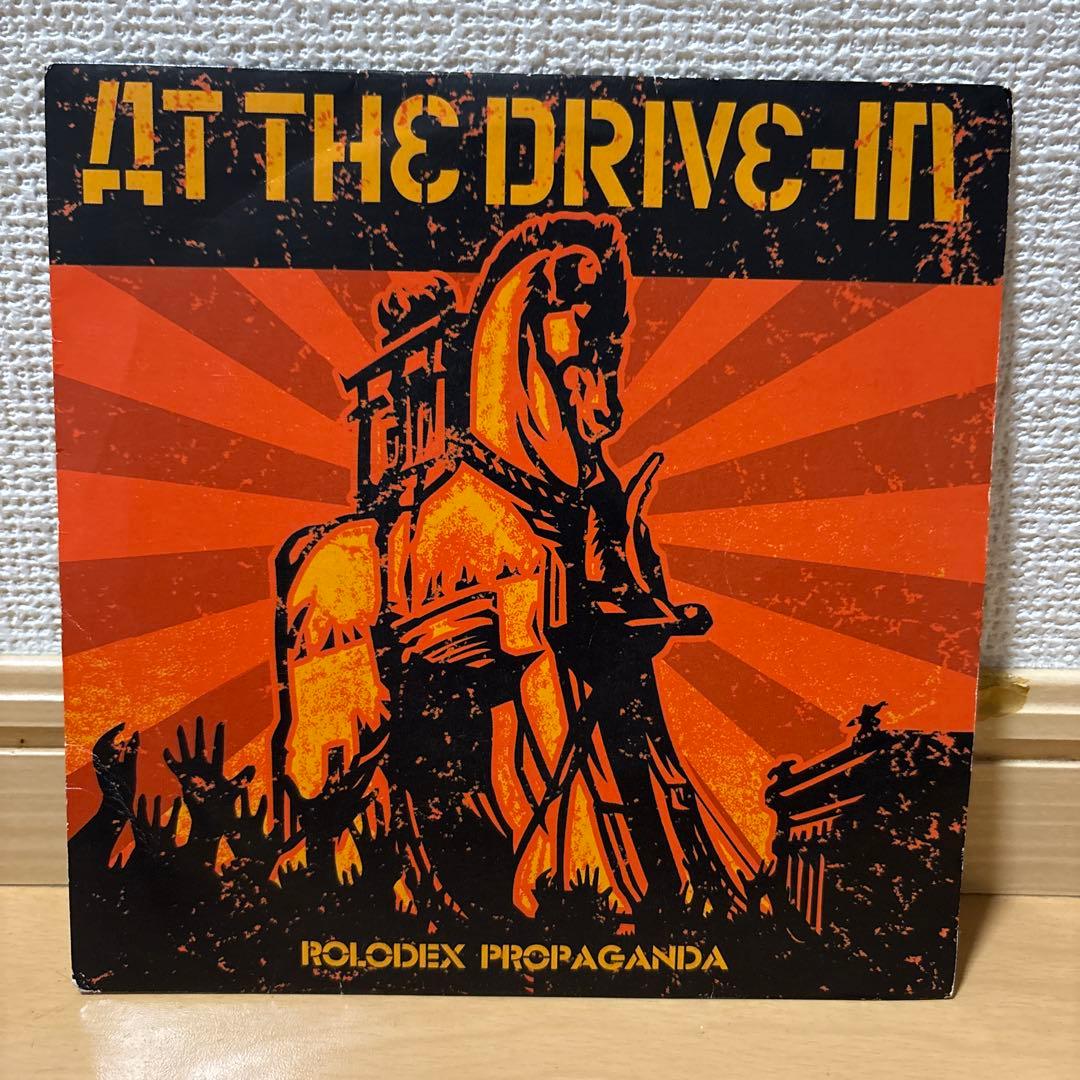 AT THE DRIVE-IN
ROLODEX PROPAGANDA